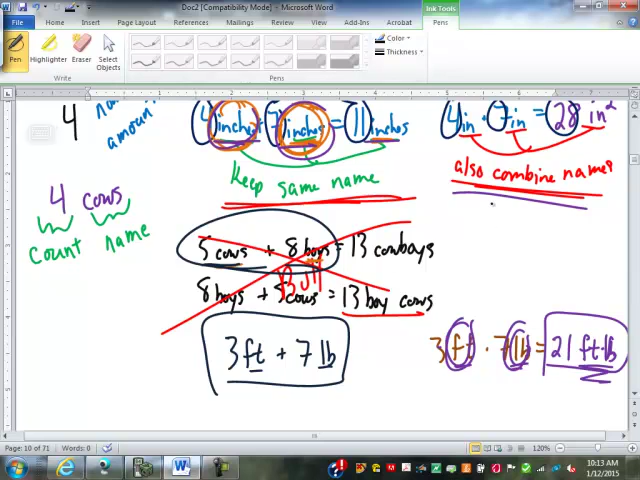 Doc2 [Compatibility Mode] - Microsoft Word
Ink Tools
File Home Insert Page Layout References Mailings Review View Add-Ins Acrobat Pens
Pen Highlighter Eraser Select Objects
Color
Thickness
Write Pens
4
amount
4 inches + 7 inches = 11 inches
4 in · 7 in = 28 in²
keep same name
also combine names
4 cows
count name
5 cows + 8 boys = 13 cowboys
8 boys + 5 cows = 13 boy cows
3 ft + 7 lb
3 ft · 7 lb = 21 ft·lb
Page: 10 of 71 Words: 0
120%
10:13 AM
1/12/2015